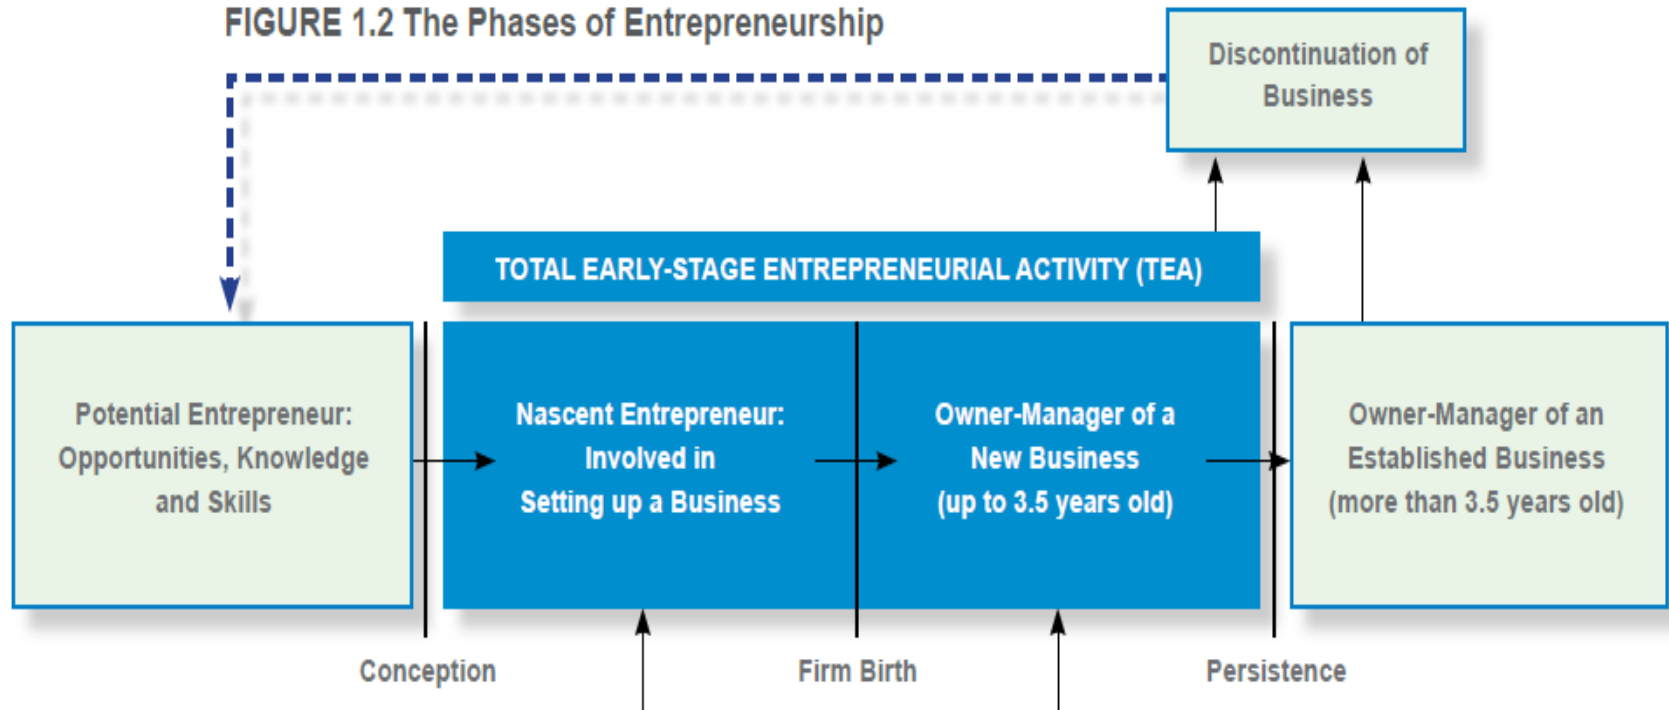 FIGURE 1.2 The Phases of Entrepreneurship
Discontinuation of
Business
TOTAL EARLY-STAGE ENTREPRENEURIAL ACTIVITY (TEA)
Potential Entrepreneur:
Opportunities, Knowledge
and Skills
Nascent Entrepreneur:
Involved in
Setting up a Business
Owner-Manager of a
New Business
(up to 3.5 years old)
Owner-Manager of an
Established Business
(more than 3.5 years old)
Conception
Firm Birth
Persistence